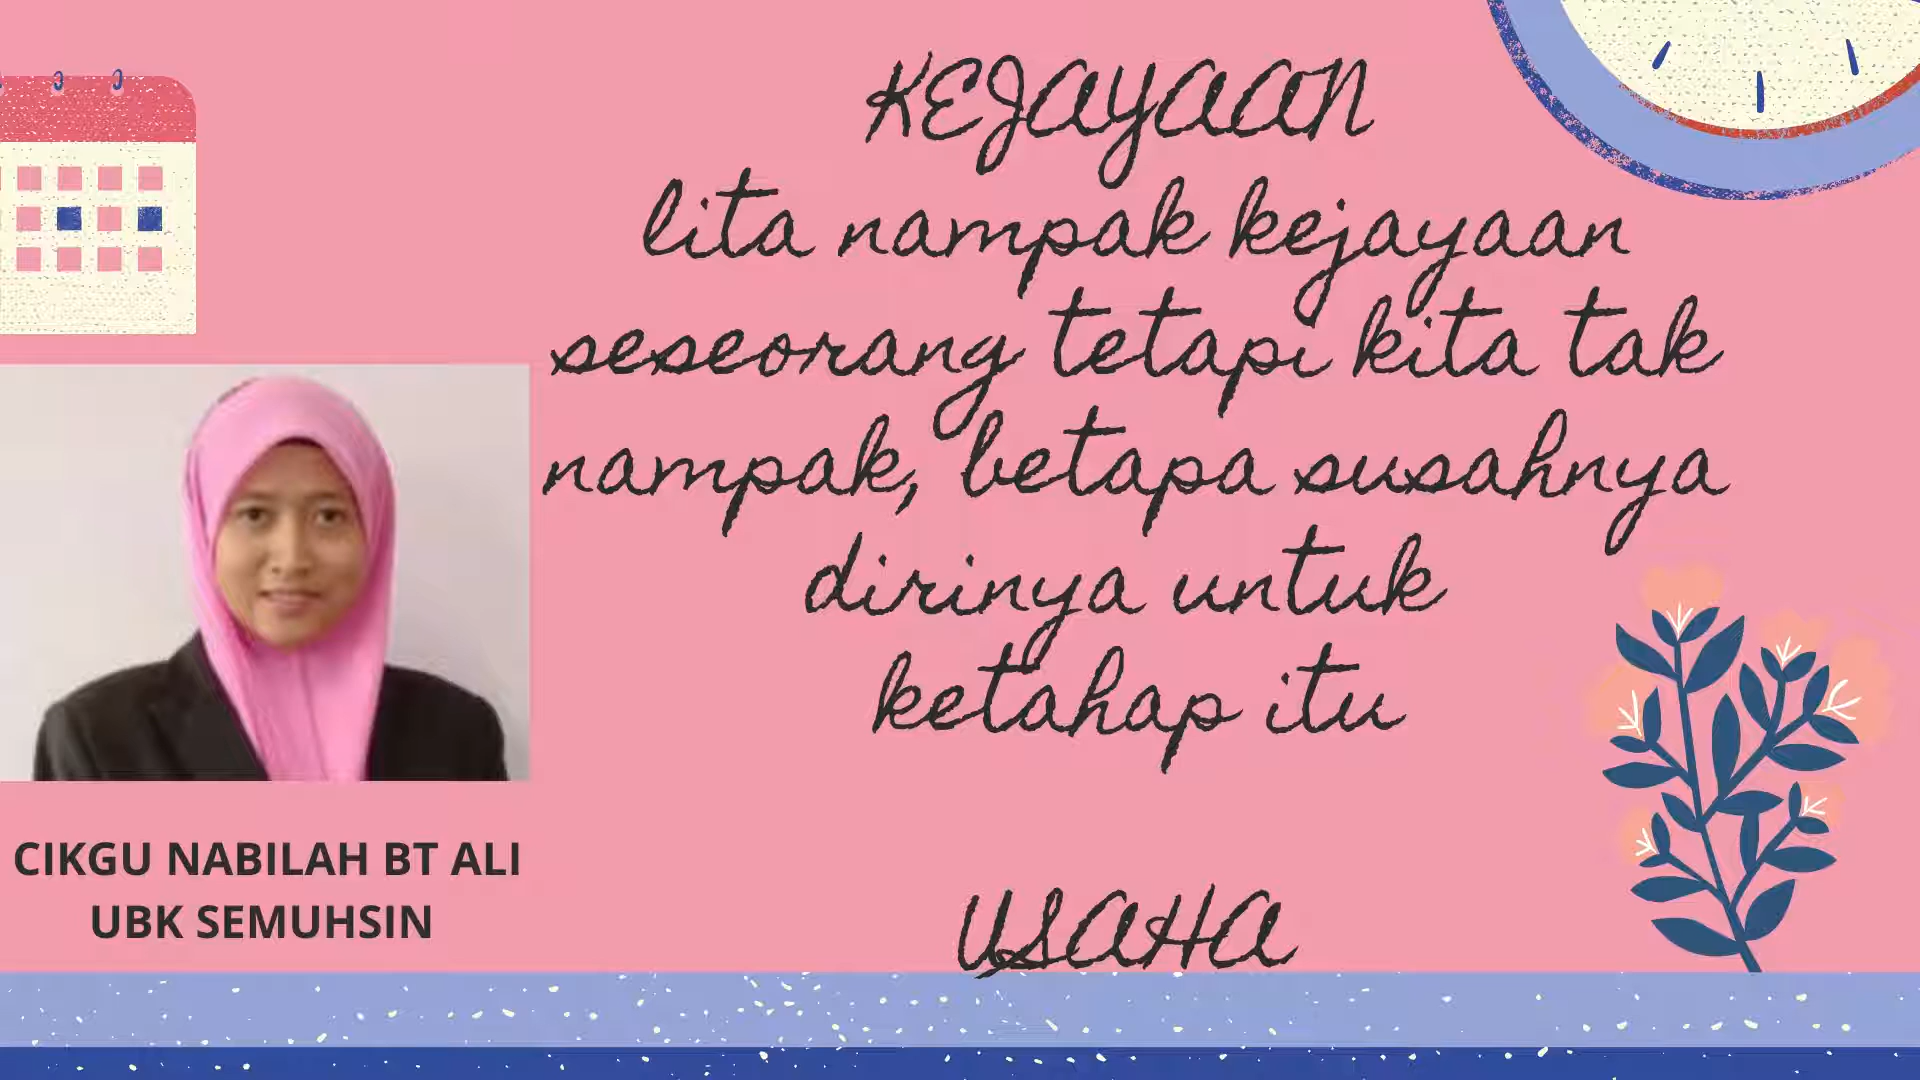 KEJAYAAN
lita nampak kejayaan
seseorang tetapi kita tak
nampak, betapa susahnya
dirinya untuk
ketahap itu
USAHA
CIKGU NABILAH BT ALI
UBK SEMUHSIN